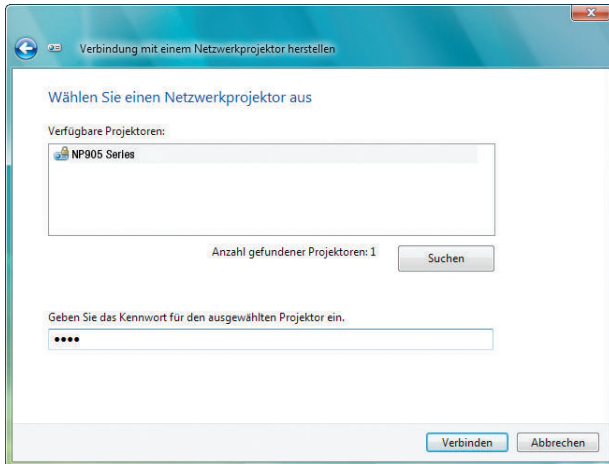 Verbindung mit einem Netzwerkprojektor herstellen
Wählen Sie einen Netzwerkprojektor aus
Verfügbare Projektoren:
NP905 Series
Anzahl gefundener Projektoren: 1
Suchen
Geben Sie das Kennwort für den ausgewählten Projektor ein.
••••
Verbinden
Abbrechen